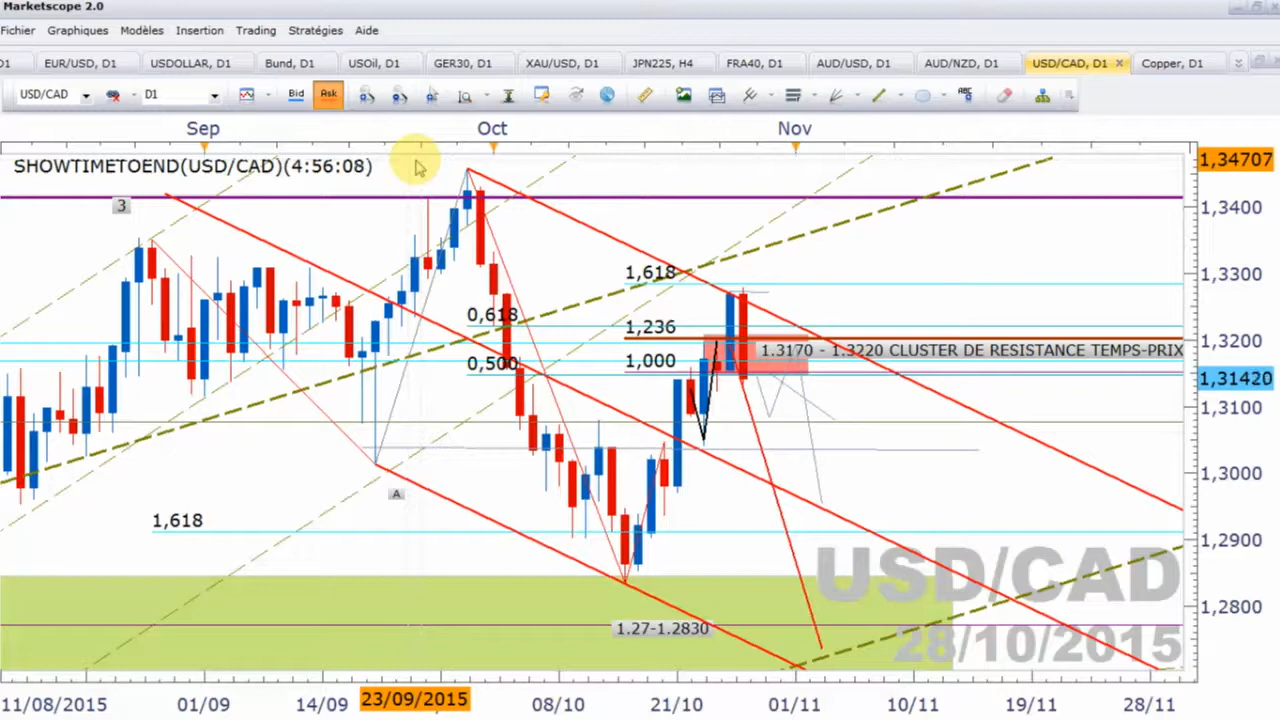 Marketscope 2.0
Fichier Graphiques Modèles Insertion Trading Stratégies Aide
D1 EUR/USD, D1 USDOLLAR, D1 Bund, D1 USOil, D1 GER30, D1 XAU/USD, D1 JPN225, H4 FRA40, D1 AUD/USD, D1 AUD/NZD, D1 USD/CAD, D1 Copper, D1
USD/CAD D1 Bid Ask ABC
Sep Oct Nov
SHOWTIMETOEND(USD/CAD)(4:56:08)
1,34707
3
1,3400
1,618
1,3300
0,618
1,236
1,3200
1.3170 - 1.3220 CLUSTER DE RESISTANCE TEMPS-PRIX
0,500
1,000
1,31420
1,3100
1,3000
A
1,618
1,2900
USD/CAD
1,2800
1.27-1.2830
28/10/2015
11/08/2015 01/09 14/09 23/09/2015 08/10 21/10 01/11 10/11 19/11 28/11